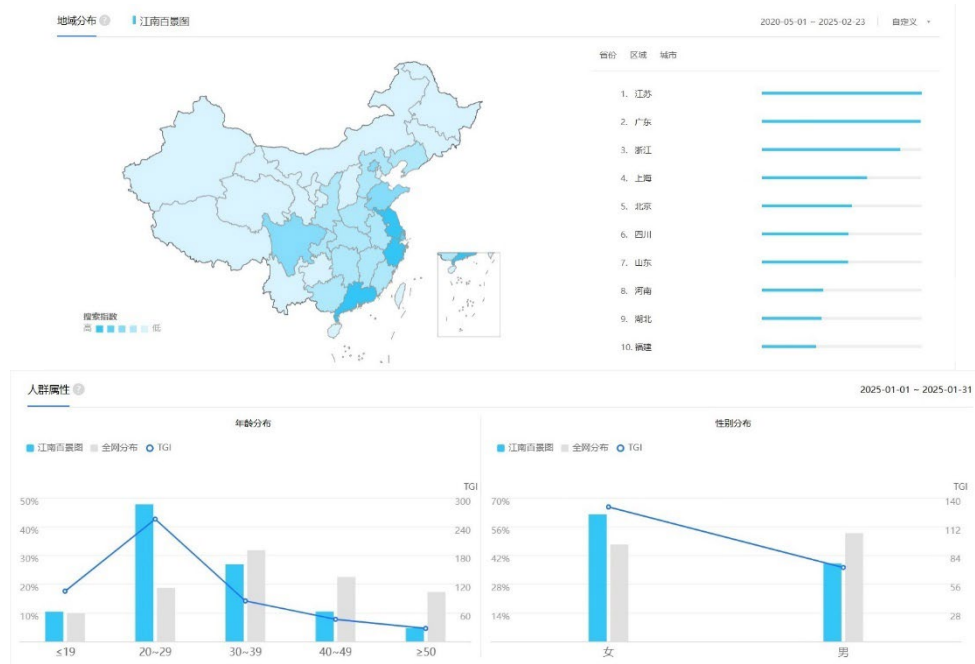 地域分布 江南百景图 2020-05-01 ~ 2025-02-23 自定义
省份 区域 城市
1. 江苏
2. 广东
3. 浙江
4. 上海
5. 北京
6. 四川
7. 山东
8. 河南
9. 湖北
10. 福建
搜索指数
高 低
人群属性 2025-01-01 ~ 2025-01-31
年龄分布
江南百景图 全网分布 TGI
TGI
50% 300
40% 240
30% 180
20% 120
10% 60
≤19 20~29 30~39 40~49 ≥50
性别分布
江南百景图 全网分布 TGI
TGI
70% 140
56% 112
42% 84
28% 56
14% 28
女 男